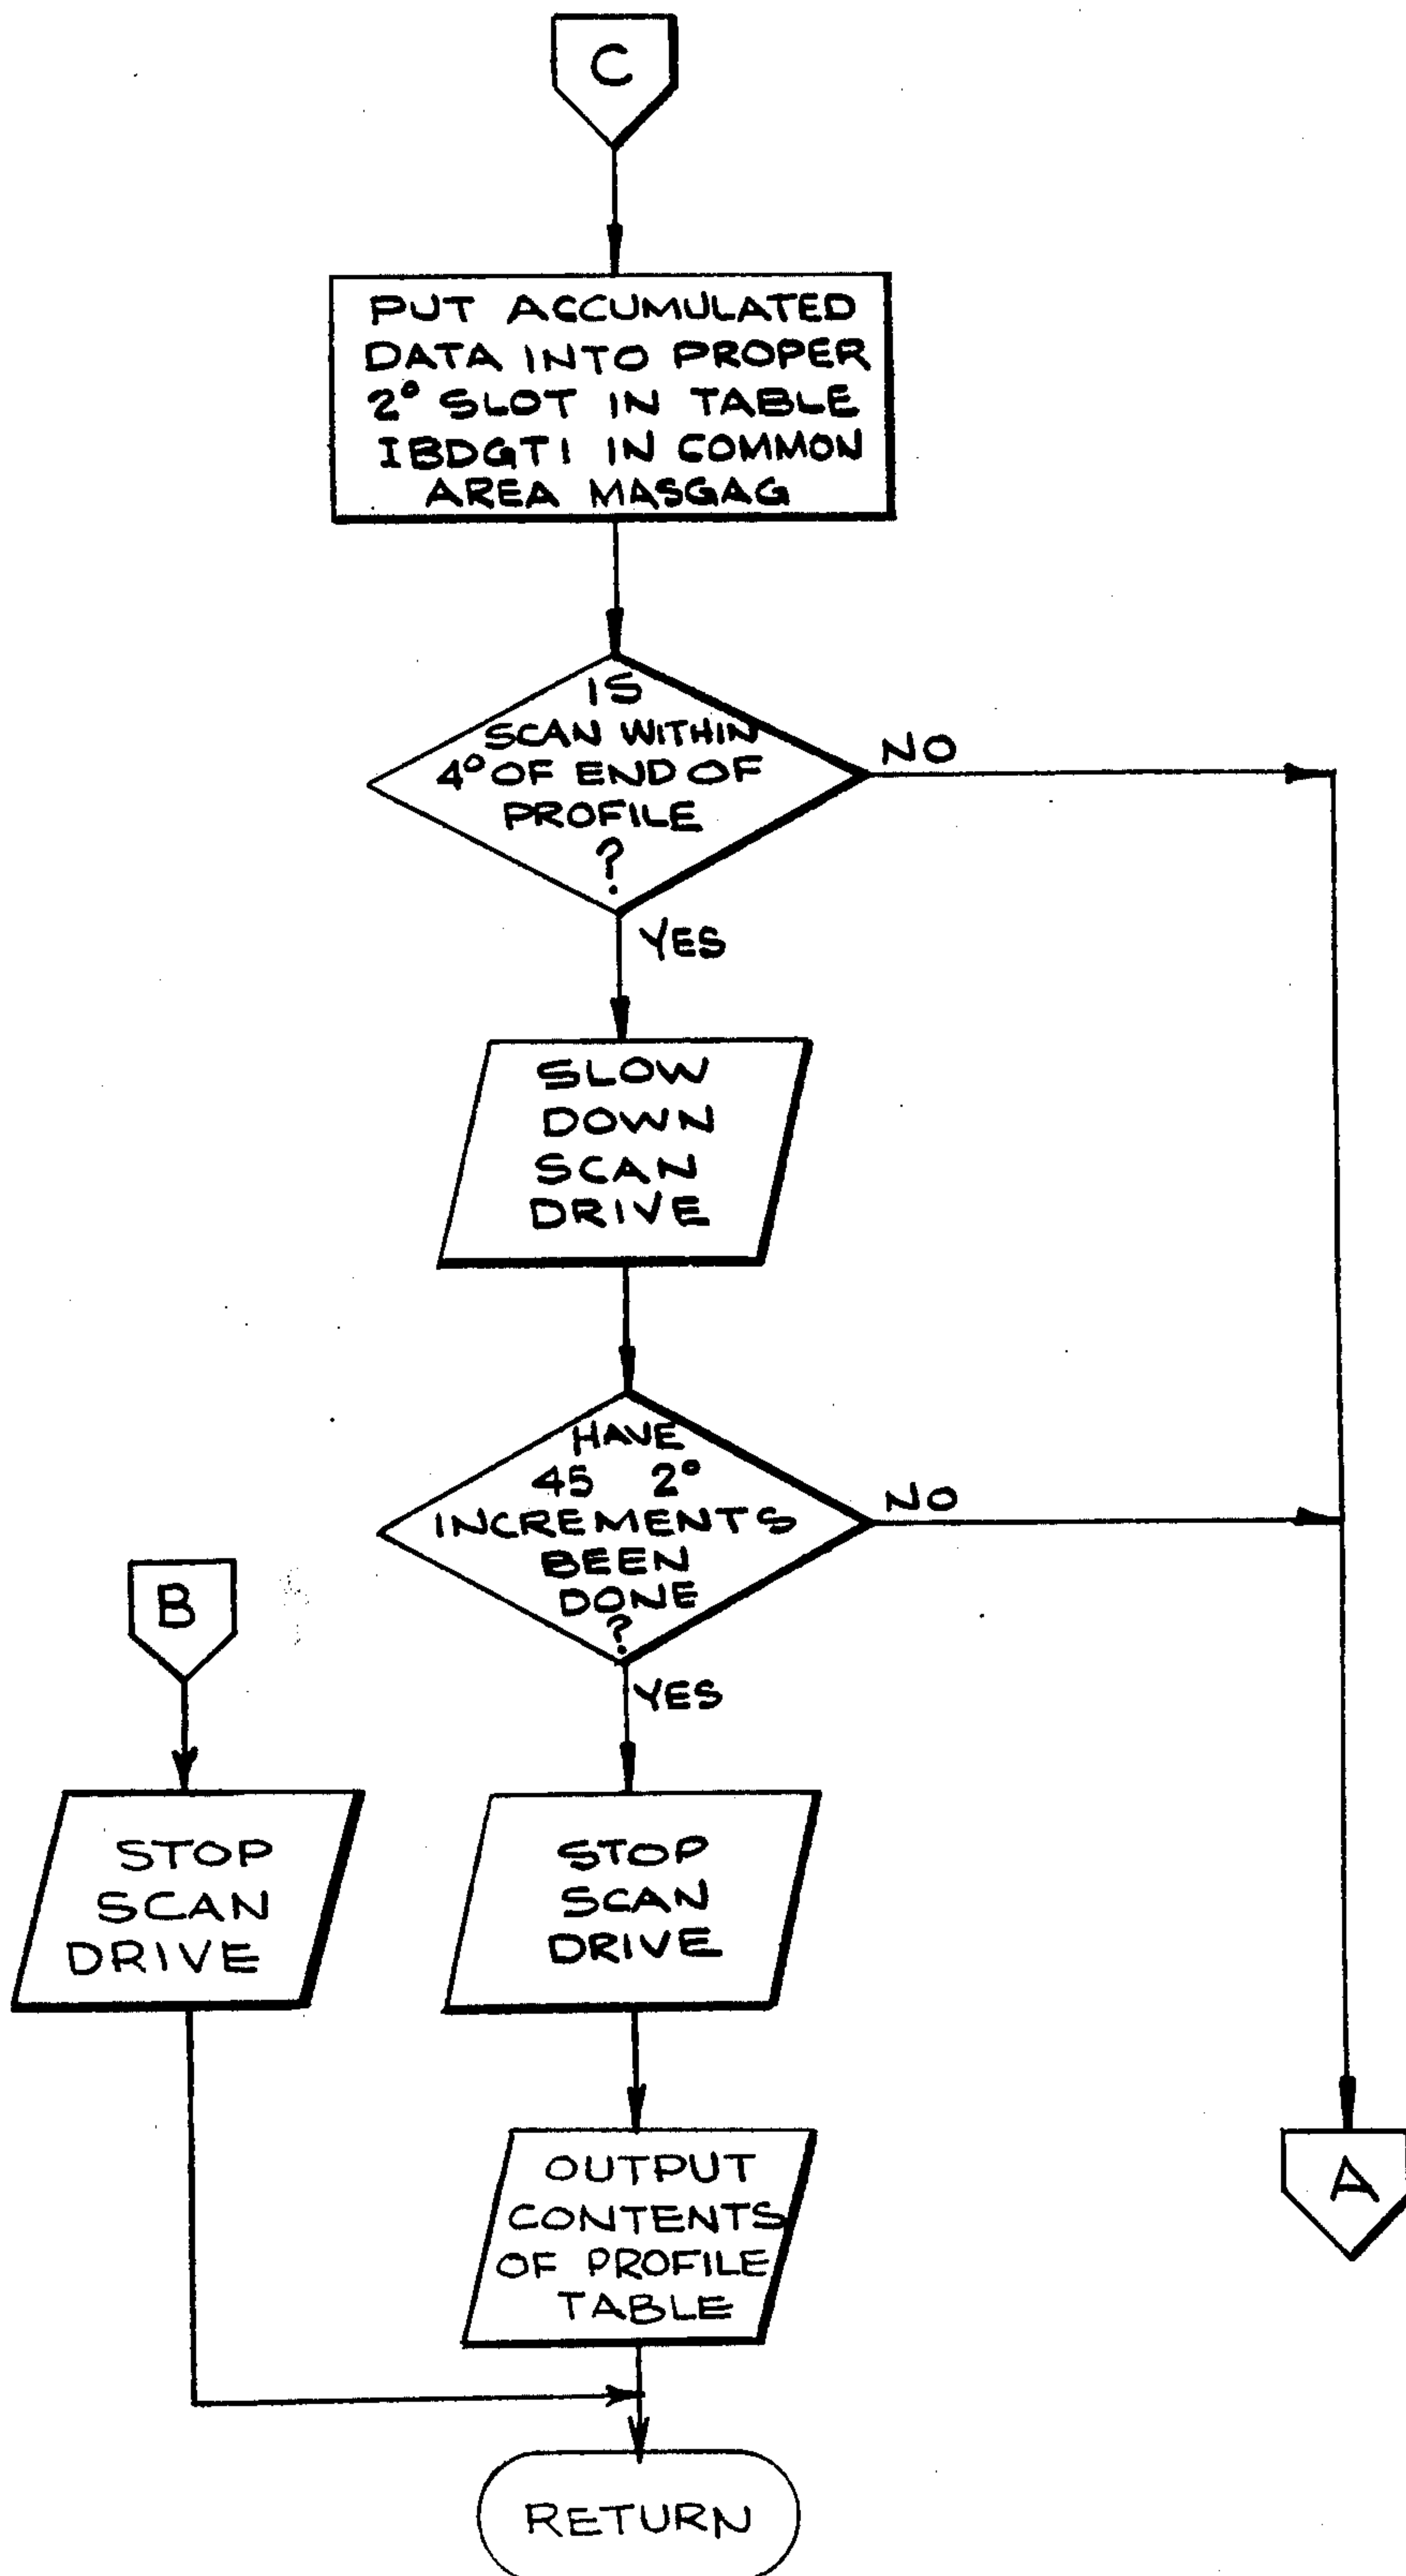 C
PUT ACCUMULATED
DATA INTO PROPER
2° SLOT IN TABLE
IBDGT1 IN COMMON
AREA MASGAG
IS
SCAN WITHIN
4° OF END OF
PROFILE
?
NO
YES
SLOW
DOWN
SCAN
DRIVE
HAVE
45 2°
INCREMENTS
BEEN
DONE
?
NO
YES
B
STOP
SCAN
DRIVE
STOP
SCAN
DRIVE
OUTPUT
CONTENTS
OF PROFILE
TABLE
A
RETURN